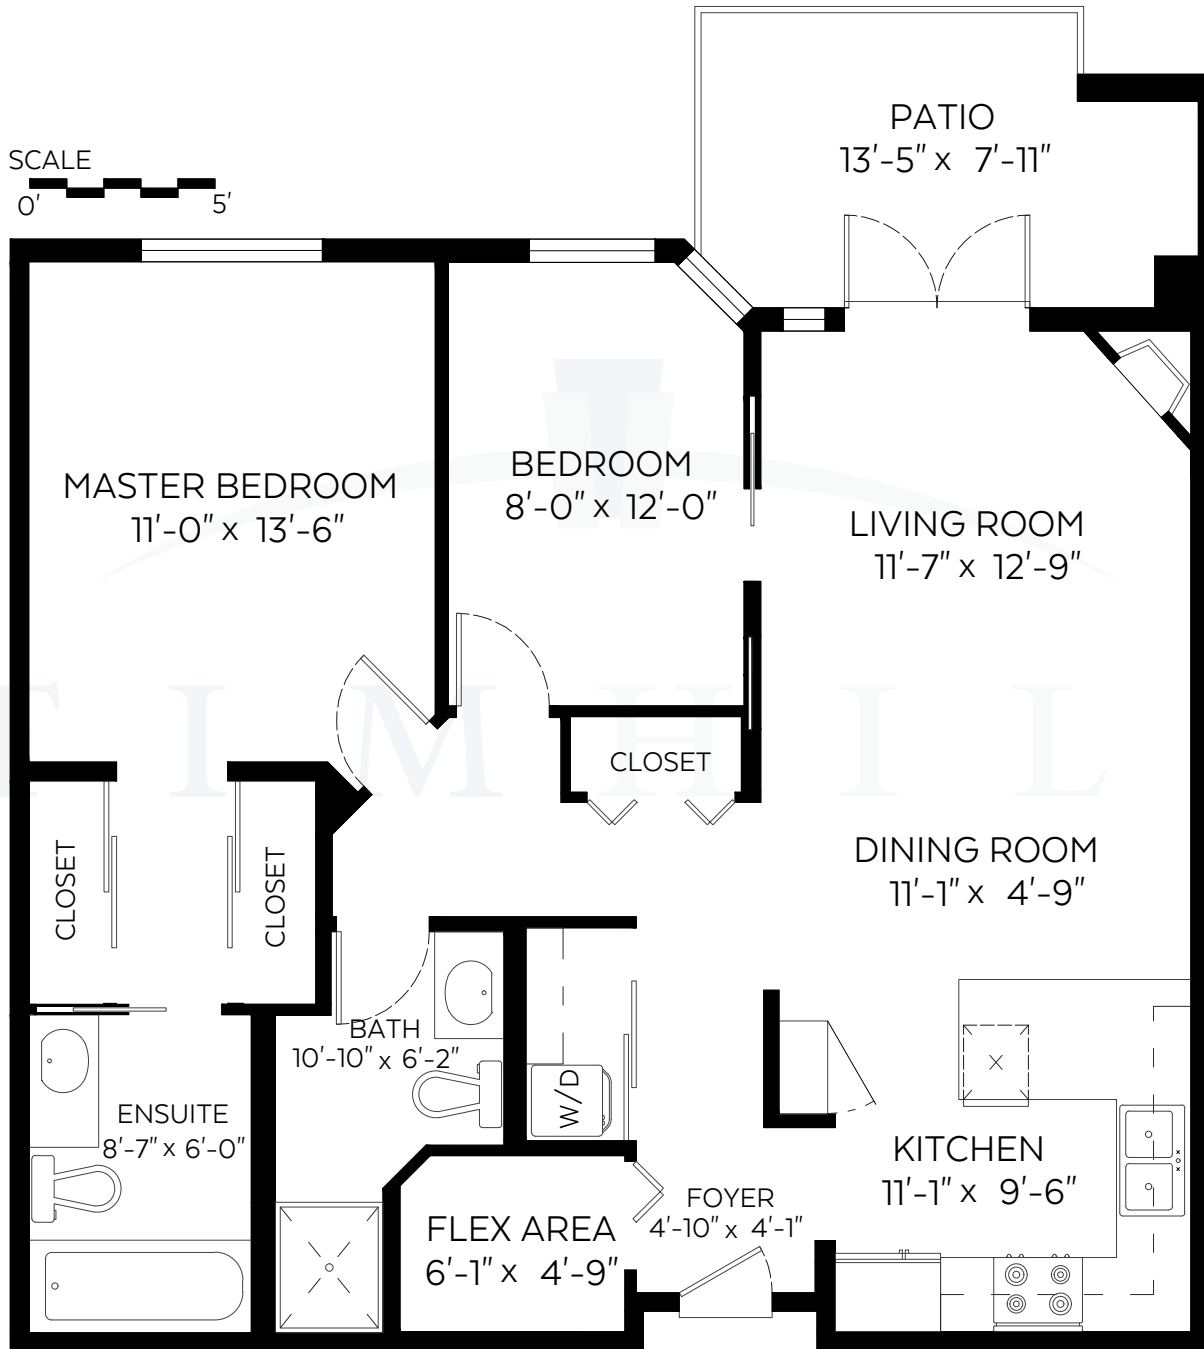 PATIO
13'-5" x 7'-11"
SCALE
0' 5'
MASTER BEDROOM
11'-0" x 13'-6"
BEDROOM
8'-0" x 12'-0"
LIVING ROOM
11'-7" x 12'-9"
TIMHILL
CLOSET
CLOSET
CLOSET
DINING ROOM
11'-1" x 4'-9"
BATH
10'-10" x 6'-2"
W/D
ENSUITE
8'-7" x 6'-0"
KITCHEN
11'-1" x 9'-6"
FOYER
4'-10" x 4'-1"
FLEX AREA
6'-1" x 4'-9"